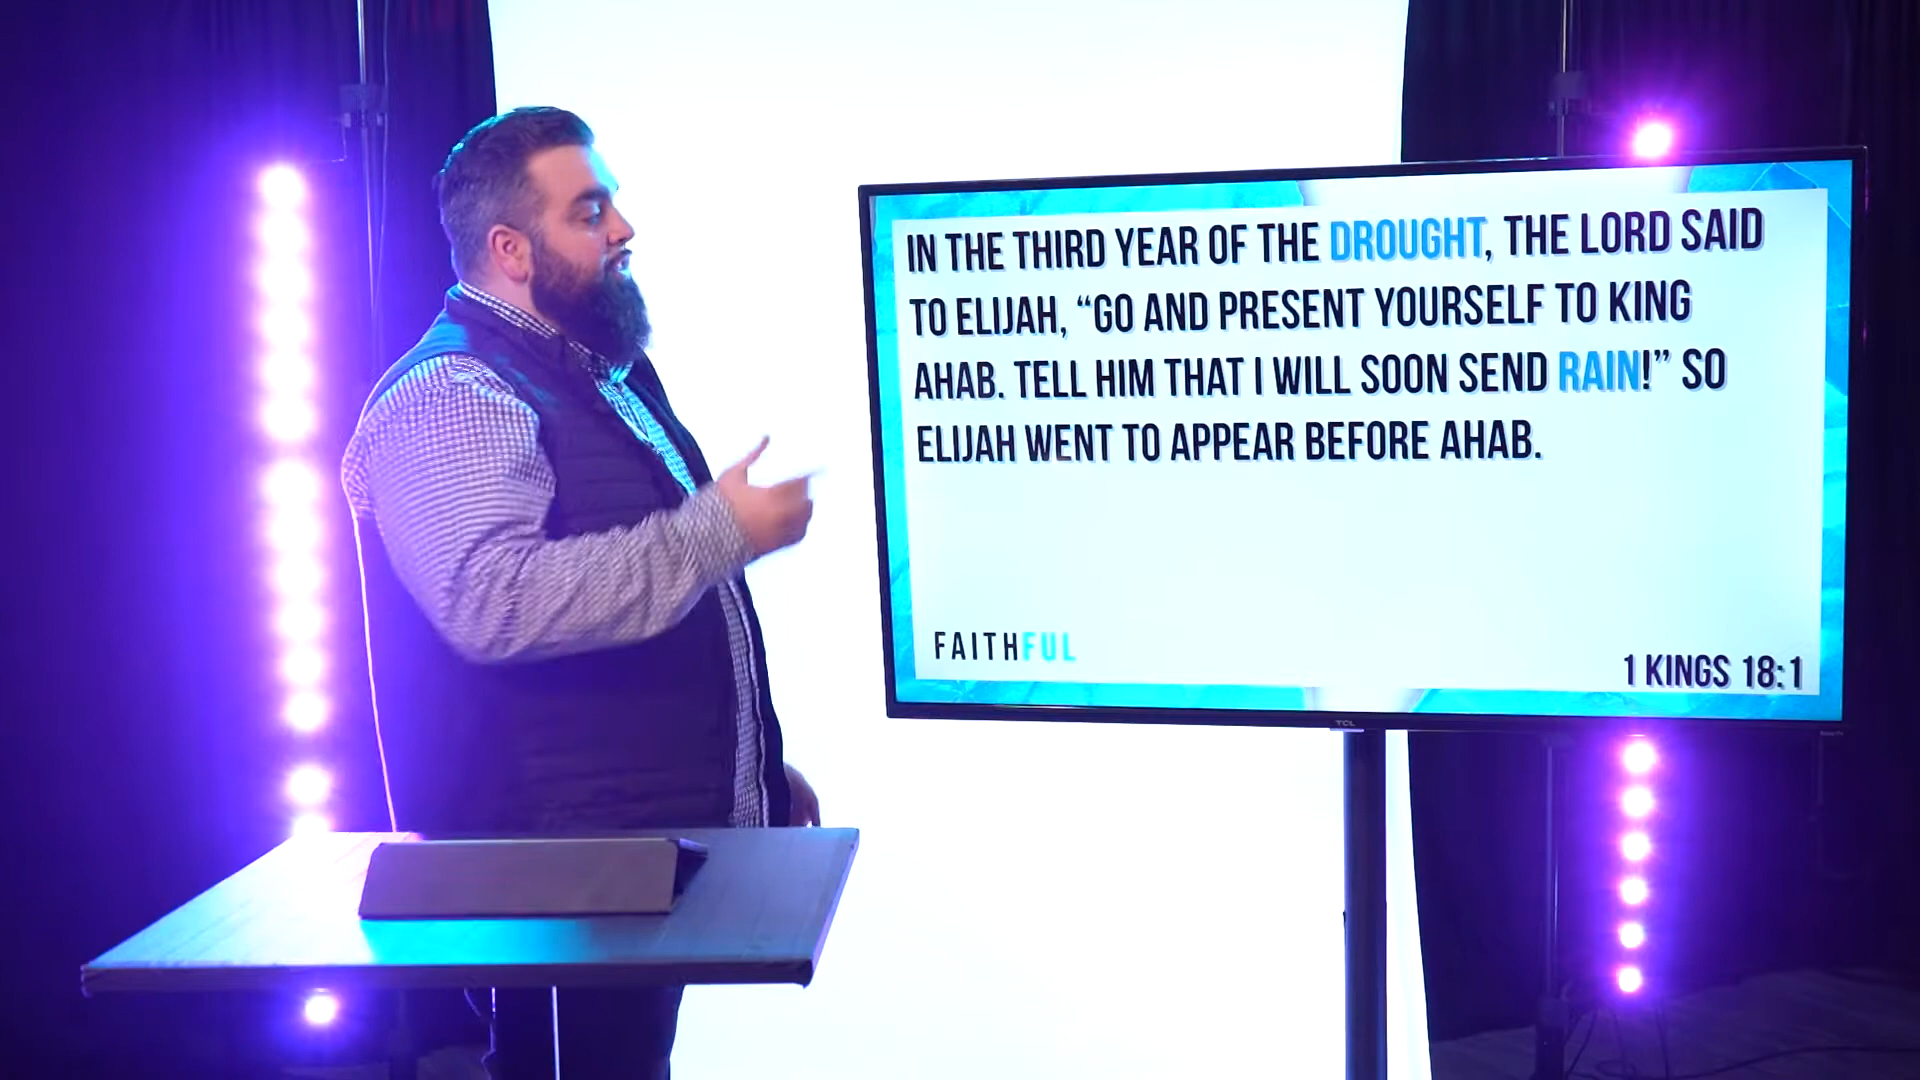 IN THE THIRD YEAR OF THE DROUGHT, THE LORD SAID
TO ELIJAH, “GO AND PRESENT YOURSELF TO KING
AHAB. TELL HIM THAT I WILL SOON SEND RAIN!” SO
ELIJAH WENT TO APPEAR BEFORE AHAB.
FAITHFUL
1 KINGS 18:1
TCL